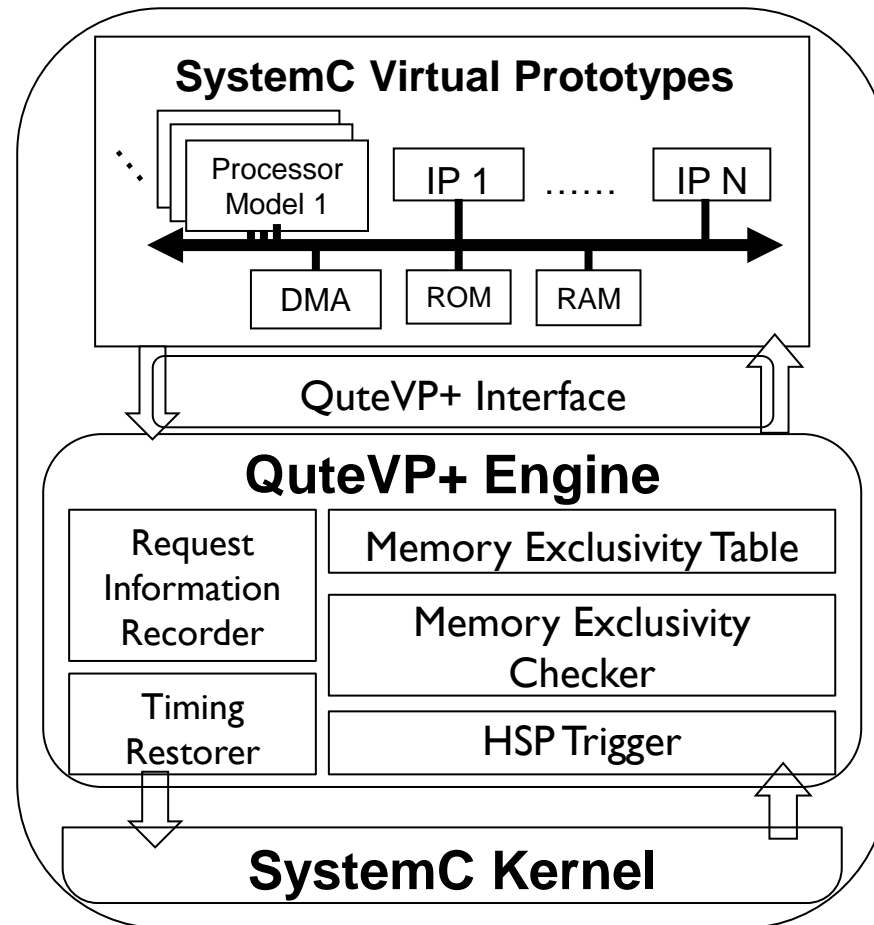 SystemC Virtual Prototypes
Processor
Model 1
IP 1
......
IP N
DMA
ROM
RAM
QuteVP+ Interface
QuteVP+ Engine
Request
Information
Recorder
Memory Exclusivity Table
Memory Exclusivity
Checker
Timing
Restorer
HSP Trigger
SystemC Kernel